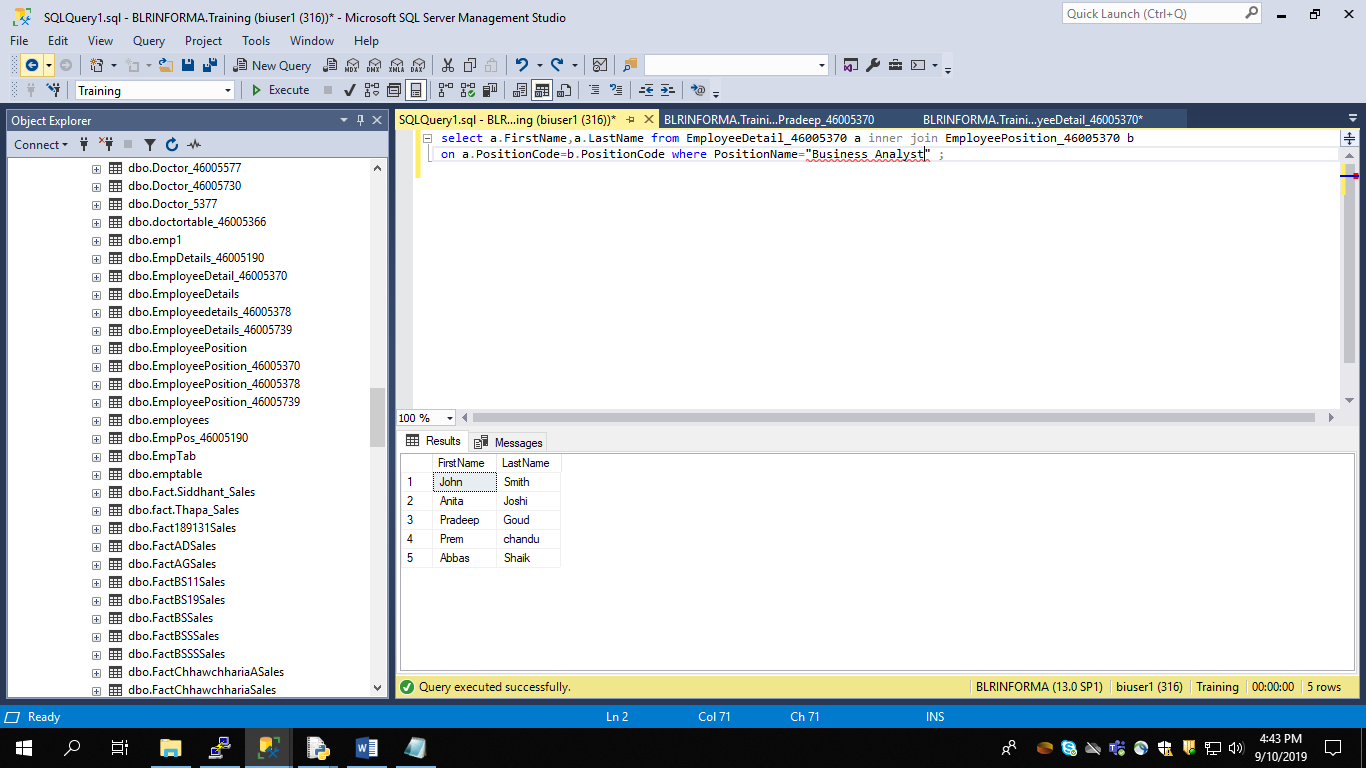 SQLQuery1.sql - BLRINFORMA.Training (biuser1 (316))* - Microsoft SQL Server Management Studio
Quick Launch (Ctrl+Q)
File Edit View Query Project Tools Window Help
New Query
MDX DMX XMLA DAX
Training
Execute
Object Explorer
Connect
dbo.Doctor_46005577
dbo.Doctor_46005730
dbo.Doctor_5377
dbo.doctortable_46005366
dbo.emp1
dbo.EmpDetails_46005190
dbo.EmployeeDetail_46005370
dbo.EmployeeDetails
dbo.Employeedetails_46005378
dbo.EmployeeDetails_46005739
dbo.EmployeePosition
dbo.EmployeePosition_46005370
dbo.EmployeePosition_46005378
dbo.EmployeePosition_46005739
dbo.employees
dbo.EmpPos_46005190
dbo.EmpTab
dbo.emptable
dbo.Fact.Siddhant_Sales
dbo.fact.Thapa_Sales
dbo.Fact189131Sales
dbo.FactADSales
dbo.FactAGSales
dbo.FactBS11Sales
dbo.FactBS19Sales
dbo.FactBSSales
dbo.FactBSSSales
dbo.FactBSSSSales
dbo.FactChhawchhariaASales
dbo.FactChhawchhariaSales
SQLQuery1.sql - BLR...ing (biuser1 (316))* BLRINFORMA.Traini...Pradeep_46005370 BLRINFORMA.Traini...yeeDetail_46005370*
select a.FirstName,a.LastName from EmployeeDetail_46005370 a inner join EmployeePosition_46005370 b
on a.PositionCode=b.PositionCode where PositionName="Business Analyst" ;
100 %
Results Messages
FirstName LastName
1 John Smith
2 Anita Joshi
3 Pradeep Goud
4 Prem chandu
5 Abbas Shaik
Query executed successfully. BLRINFORMA (13.0 SP1) biuser1 (316) Training 00:00:00 5 rows
Ready Ln 2 Col 71 Ch 71 INS
4:43 PM
9/10/2019